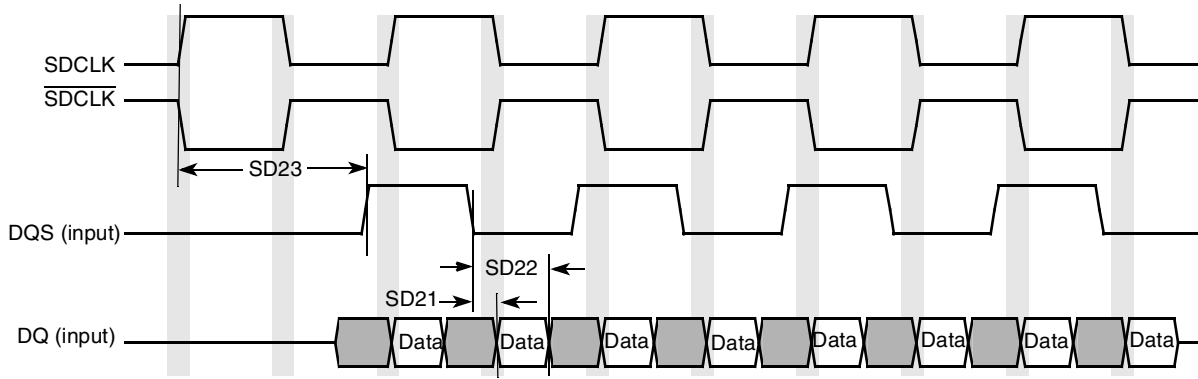 SDCLK
SDCLK
SD23
DQS (input)
SD22
SD21
DQ (input)
Data Data Data Data Data Data Data Data